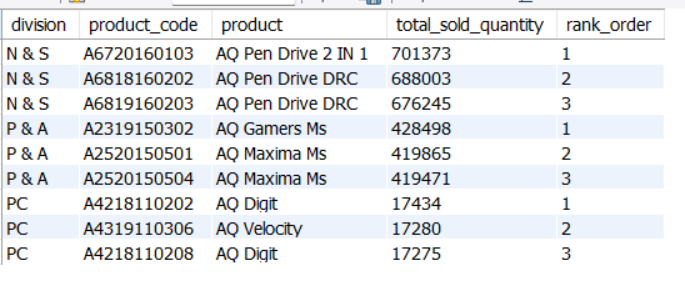 division product_code product total_sold_quantity rank_order
N & S A6720160103 AQ Pen Drive 2 IN 1 701373 1
N & S A6818160202 AQ Pen Drive DRC 688003 2
N & S A6819160203 AQ Pen Drive DRC 676245 3
P & A A2319150302 AQ Gamers Ms 428498 1
P & A A2520150501 AQ Maxima Ms 419865 2
P & A A2520150504 AQ Maxima Ms 419471 3
PC A4218110202 AQ Digit 17434 1
PC A4319110306 AQ Velocity 17280 2
PC A4218110208 AQ Digit 17275 3